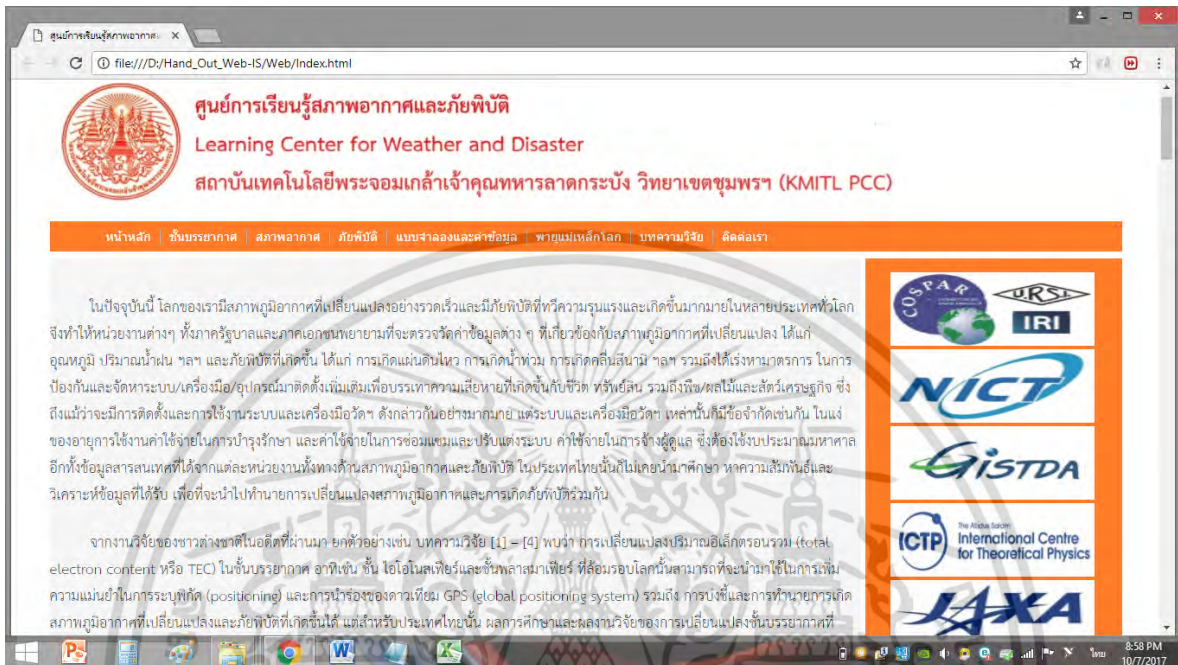 ศูนย์การเรียนรู้สภาพอากาศ
file:///D:/Hand_Out_Web-IS/Web/Index.html
ศูนย์การเรียนรู้สภาพอากาศและภัยพิบัติ
Learning Center for Weather and Disaster
สถาบันเทคโนโลยีพระจอมเกล้าเจ้าคุณทหารลาดกระบัง วิทยาเขตชุมพรฯ (KMITL PCC)
หน้าหลัก ชั้นบรรยากาศ สภาพอากาศ ภัยพิบัติ แบบจำลองและค่าข้อมูล พายุแม่เหล็กโลก บทความวิจัย ติดต่อเรา
ในปัจจุบันนี้ โลกของเรามีสภาพภูมิอากาศที่เปลี่ยนแปลงอย่างรวดเร็วและมีภัยพิบัติที่ทวีความรุนแรงและเกิดขึ้นมากมายในหลายประเทศทั่วโลก
จึงทำให้หน่วยงานต่างๆ ทั้งภาครัฐบาลและภาคเอกชนพยายามที่จะตรวจวัดค่าข้อมูลต่าง ๆ ที่เกี่ยวข้องกับสภาพภูมิอากาศที่เปลี่ยนแปลง ได้แก่
อุณหภูมิ ปริมาณน้ำฝน ฯลฯ และภัยพิบัติที่เกิดขึ้น ได้แก่ การเกิดแผ่นดินไหว การเกิดน้ำท่วม การเกิดคลื่นสึนามิ ฯลฯ รวมถึงได้เร่งหามาตรการ ในการ
ป้องกันและจัดหาระบบ/เครื่องมือ/อุปกรณ์มาติดตั้งเพิ่มเติมเพื่อบรรเทาความเสียหายที่เกิดขึ้นกับชีวิต ทรัพย์สิน รวมถึงพืช/ผลไม้และสัตว์เศรษฐกิจ ซึ่ง
ถึงแม้ว่าจะมีการติดตั้งและการใช้งานระบบและเครื่องมือวัดฯ ดังกล่าวกันอย่างมากมาย แต่ระบบและเครื่องมือวัดฯ เหล่านั้นก็มีข้อจำกัดเช่นกัน ในแง่
ของอายุการใช้งานค่าใช้จ่ายในการบำรุงรักษา และค่าใช้จ่ายในการซ่อมแซมและปรับแต่งระบบ ค่าใช้จ่ายในการจ้างผู้ดูแล ซึ่งต้องใช้งบประมาณมหาศาล
อีกทั้งข้อมูลสารสนเทศที่ได้จากแต่ละหน่วยงานทั้งทางด้านสภาพภูมิอากาศและภัยพิบัติ ในประเทศไทยนั้นก็ไม่เคยนำมาศึกษา หาความสัมพันธ์และ
วิเคราะห์ข้อมูลที่ได้รับ เพื่อที่จะนำไปทำนายการเปลี่ยนแปลงสภาพภูมิอากาศและการเกิดภัยพิบัติร่วมกัน
จากงานวิจัยของชาวต่างชาติในอดีตที่ผ่านมา ยกตัวอย่างเช่น บทความวิจัย [1] – [4] พบว่า การเปลี่ยนแปลงปริมาณอิเล็กตรอนรวม (total
electron content หรือ TEC) ในชั้นบรรยากาศ อาทิเช่น ชั้น ไอโอโนสเฟียร์และชั้นพลาสมาเฟียร์ ที่ล้อมรอบโลกนั้นสามารถที่จะนำมาใช้ในการเพิ่ม
ความแม่นยำในการระบุพิกัด (positioning) และการนำร่องของดาวเทียม GPS (global positioning system) รวมถึง การบ่งชี้และการทำนายการเกิด
สภาพภูมิอากาศที่เปลี่ยนแปลงและภัยพิบัติที่เกิดขึ้นได้ แต่สำหรับประเทศไทยนั้น ผลการศึกษาและผลงานวิจัยของการเปลี่ยนแปลงชั้นบรรยากาศที่
COSPAR URSI
IRI
NICT
GISTDA
ICTP The Abdus Salam
International Centre
for Theoretical Physics
JAXA
ไทย 8:58 PM
10/7/2017